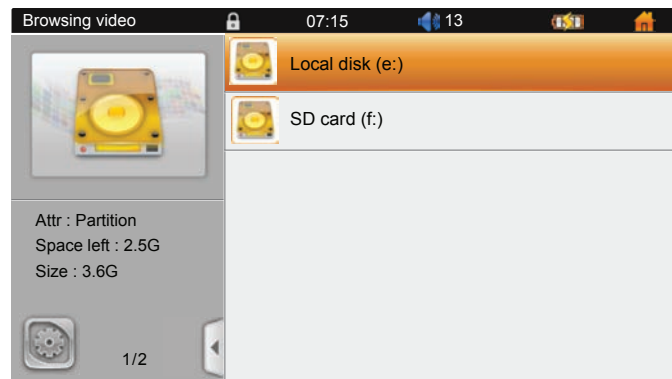 Browsing video 07:15 13
Local disk (e:)
SD card (f:)
Attr : Partition
Space left : 2.5G
Size : 3.6G
1/2